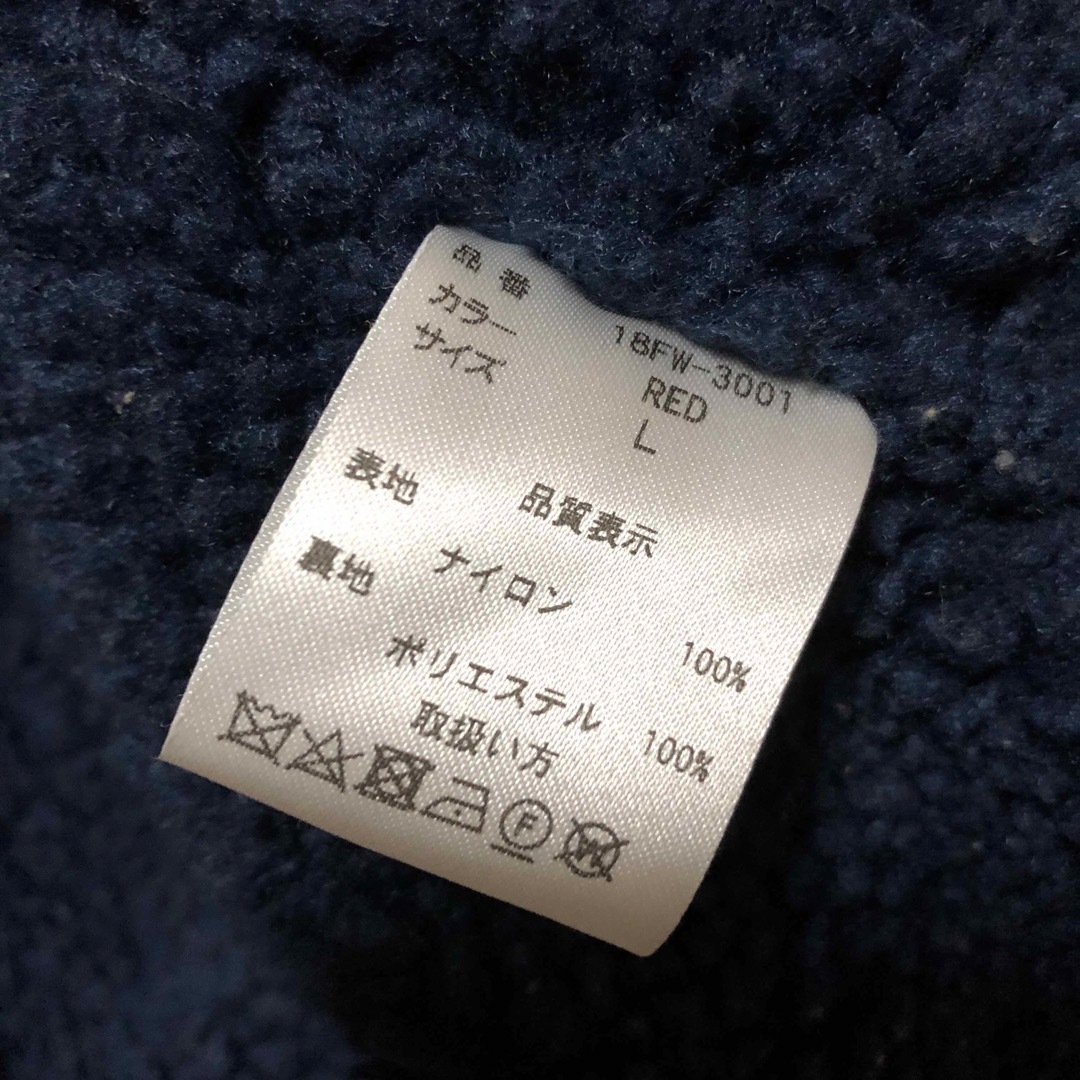 品番 18FW-3001
カラー RED
サイズ L
品質表示
表地 ナイロン 100%
裏地 ポリエステル 100%
取扱い方
F W